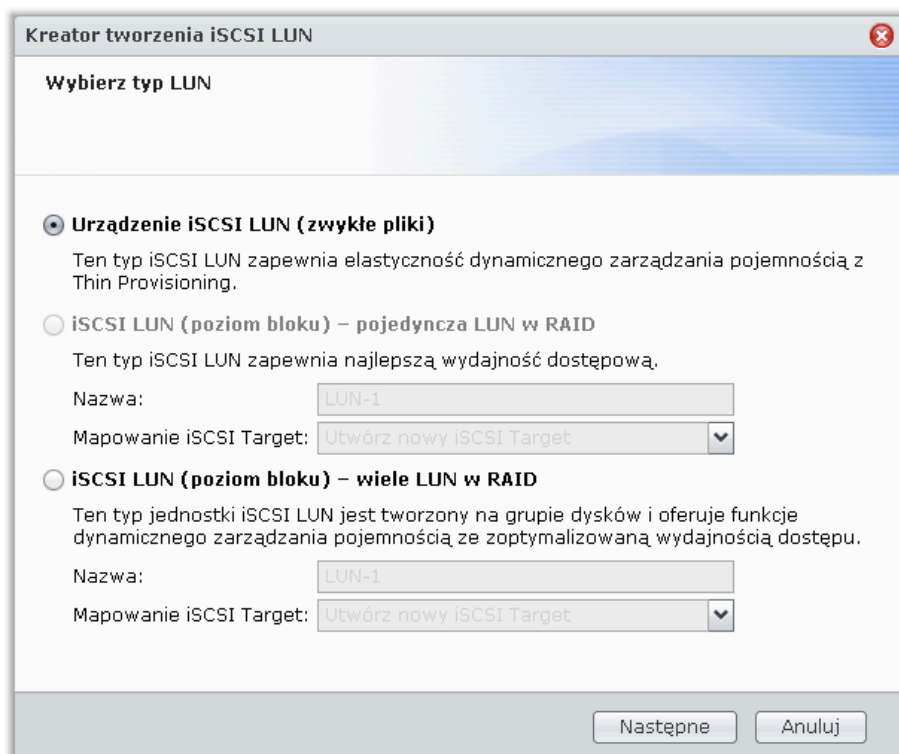 Kreator tworzenia iSCSI LUN
Wybierz typ LUN
Urządzenie iSCSI LUN (zwykłe pliki)
Ten typ iSCSI LUN zapewnia elastyczność dynamicznego zarządzania pojemnością z
Thin Provisioning.
iSCSI LUN (poziom bloku) – pojedyncza LUN w RAID
Ten typ iSCSI LUN zapewnia najlepszą wydajność dostępową.
Nazwa: LUN-1
Mapowanie iSCSI Target: Utwórz nowy iSCSI Target
iSCSI LUN (poziom bloku) – wiele LUN w RAID
Ten typ jednostki iSCSI LUN jest tworzony na grupie dysków i oferuje funkcje
dynamicznego zarządzania pojemnością ze zoptymalizowaną wydajnością dostępu.
Nazwa: LUN-1
Mapowanie iSCSI Target: Utwórz nowy iSCSI Target
Następne Anuluj